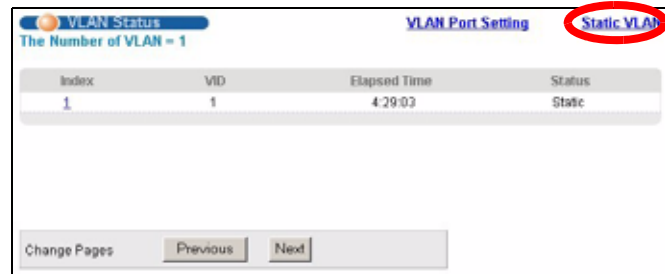 VLAN Status VLAN Port Setting Static VLAN
The Number of VLAN = 1
Index VID Elapsed Time Status
1 1 4:29:03 Static
Change Pages Previous Next